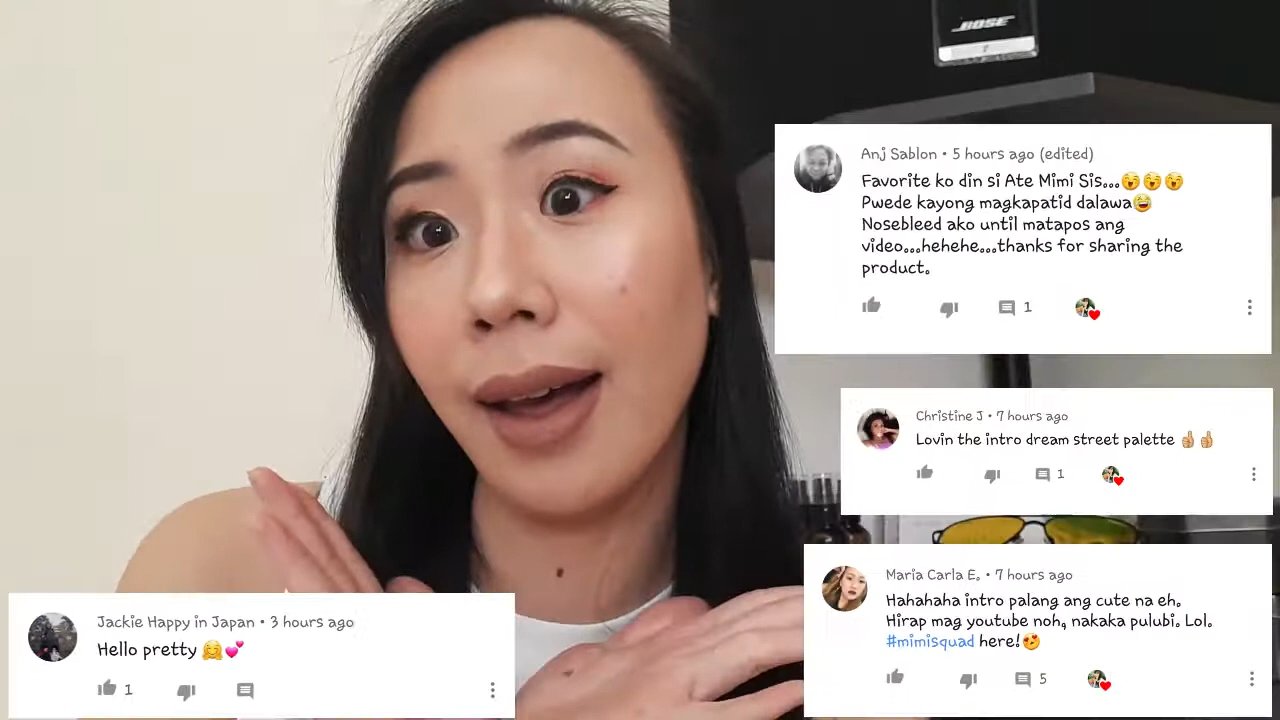 BOSE
Anj Sablon • 5 hours ago (edited)
Favorite ko din si Ate Mimi Sis...😄😄😄
Pwede kayong magkapatid dalawa😂
Nosebleed ako until matapos ang
video...hehehe...thanks for sharing the
product.
1
Christine J • 7 hours ago
Lovin the intro dream street palette 👍🏼👍🏼
1
Maria Carla E. • 7 hours ago
Hahahaha intro palang ang cute na eh.
Hirap mag youtube noh, nakaka pulubi. Lol.
#mimisquad here!😍
5
Jackie Happy in Japan • 3 hours ago
Hello pretty 🤗💕
1